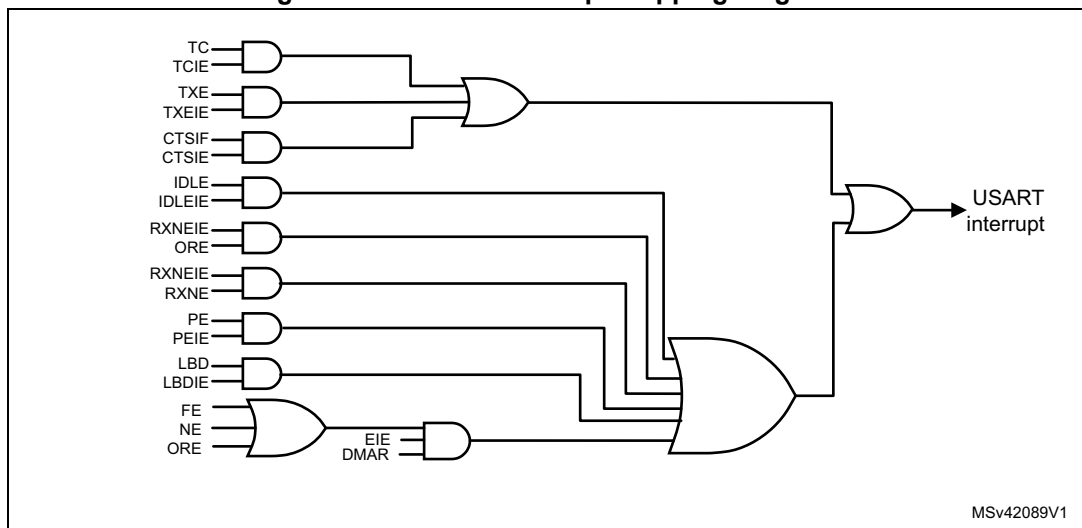 TC
TCIE
TXE
TXEIE
CTSIF
CTSIE
IDLE
IDLEIE
RXNEIE
ORE
RXNEIE
RXNE
PE
PEIE
LBD
LBDIE
FE
NE
ORE
EIE
DMAR
USART
interrupt
MSv42089V1